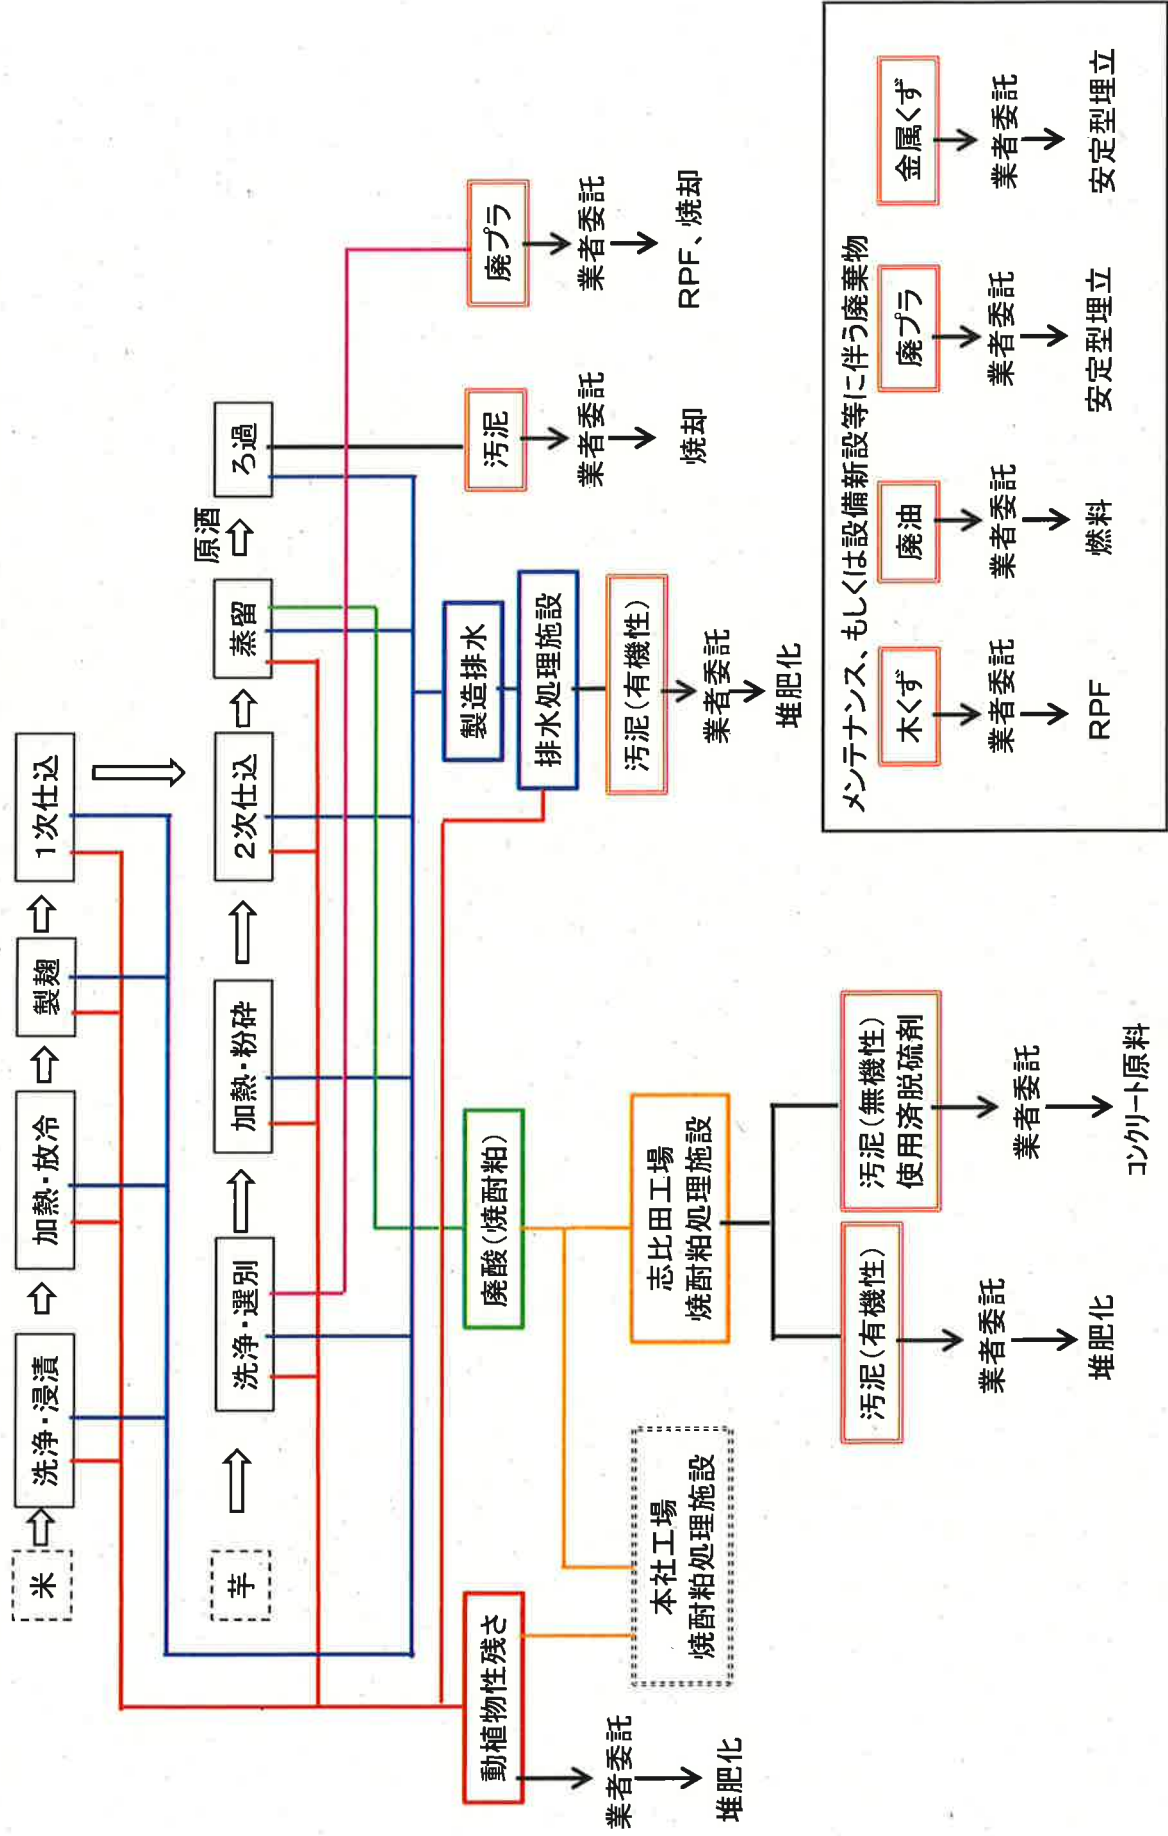 米
洗浄・浸漬
加熱・放冷
製麹
1次仕込
芋
洗浄・選別
加熱・粉砕
2次仕込
蒸留
原酒
ろ過
動植物性残さ
業者委託
堆肥化
廃酸(焼酎粕)
本社工場
焼酎粕処理施設
志比田工場
焼酎粕処理施設
汚泥(有機性)
業者委託
堆肥化
汚泥(無機性)
使用済脱硫剤
業者委託
コンクリート原料
製造排水
排水処理施設
汚泥(有機性)
業者委託
堆肥化
汚泥
業者委託
焼却
廃プラ
業者委託
RPF、焼却
メンテナンス、もしくは設備新設等に伴う廃棄物
木くず
業者委託
RPF
廃油
業者委託
燃料
廃プラ
業者委託
安定型埋立
金属くず
業者委託
安定型埋立